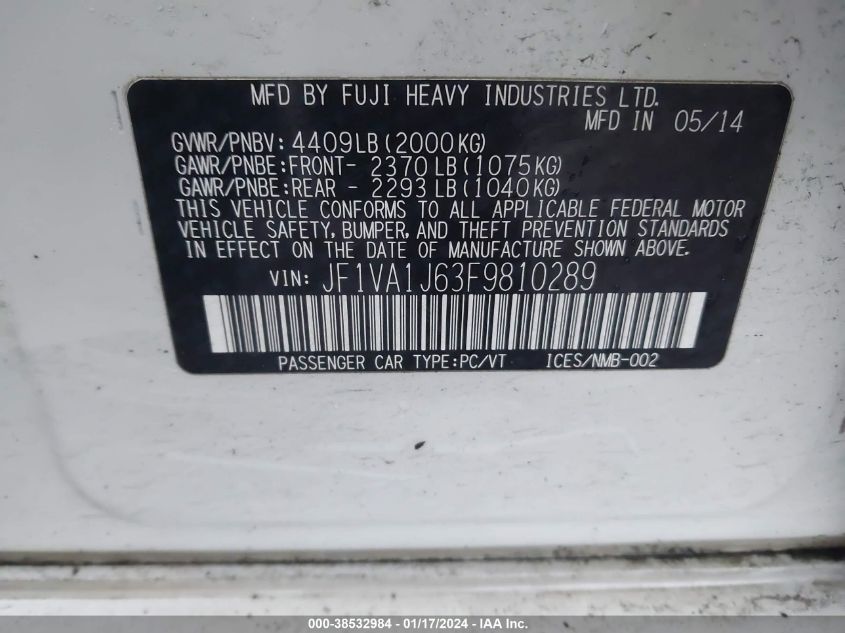 MFD BY FUJI HEAVY INDUSTRIES LTD.
MFD IN 05/14
GVWR/PNBV: 4409LB(2000KG)
GAWR/PNBE:FRONT- 2370LB(1075KG)
GAWR/PNBE:REAR - 2293LB(1040KG)
THIS VEHICLE CONFORMS TO ALL APPLICABLE FEDERAL MOTOR
VEHICLE SAFETY, BUMPER, AND THEFT PREVENTION STANDARDS
IN EFFECT ON THE DATE OF MANUFACTURE SHOWN ABOVE.
VIN: JF1VA1J63F9810289
PASSENGER CAR TYPE:PC/VT ICES/NMB-002
000-38532984 - 01/17/2024 - IAA Inc.